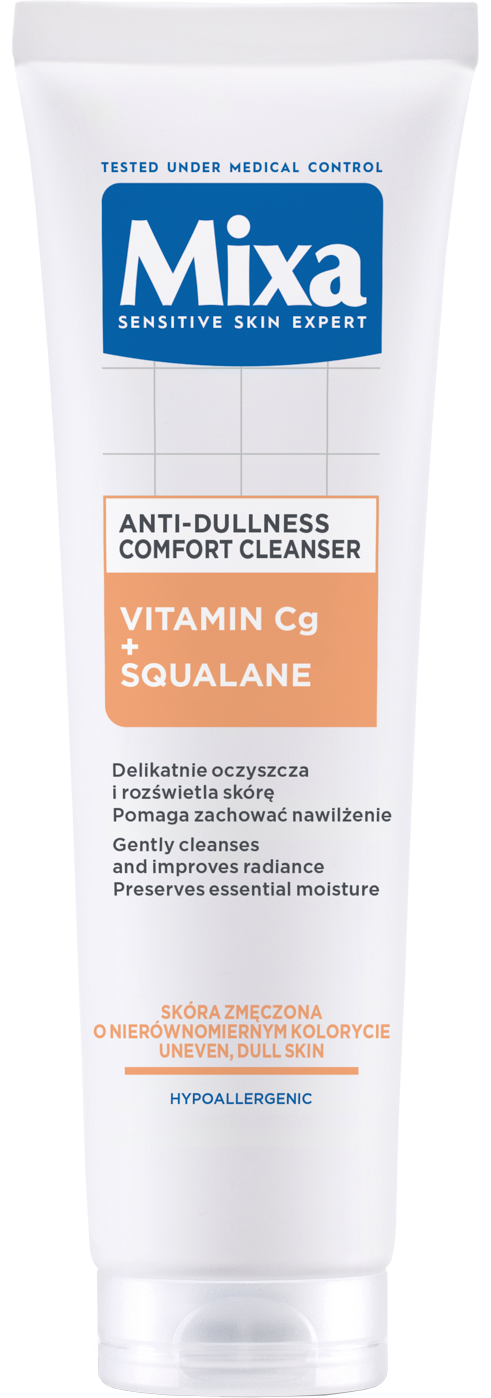 TESTED UNDER MEDICAL CONTROL
Mixa
SENSITIVE SKIN EXPERT
ANTI-DULLNESS
COMFORT CLEANSER
VITAMIN Cg
+
SQUALANE
Delikatnie oczyszcza
i rozświetla skórę
Pomaga zachować nawilżenie
Gently cleanses
and improves radiance
Preserves essential moisture
SKÓRA ZMĘCZONA
O NIERÓWNOMIERNYM KOLORYCIE
UNEVEN, DULL SKIN
HYPOALLERGENIC